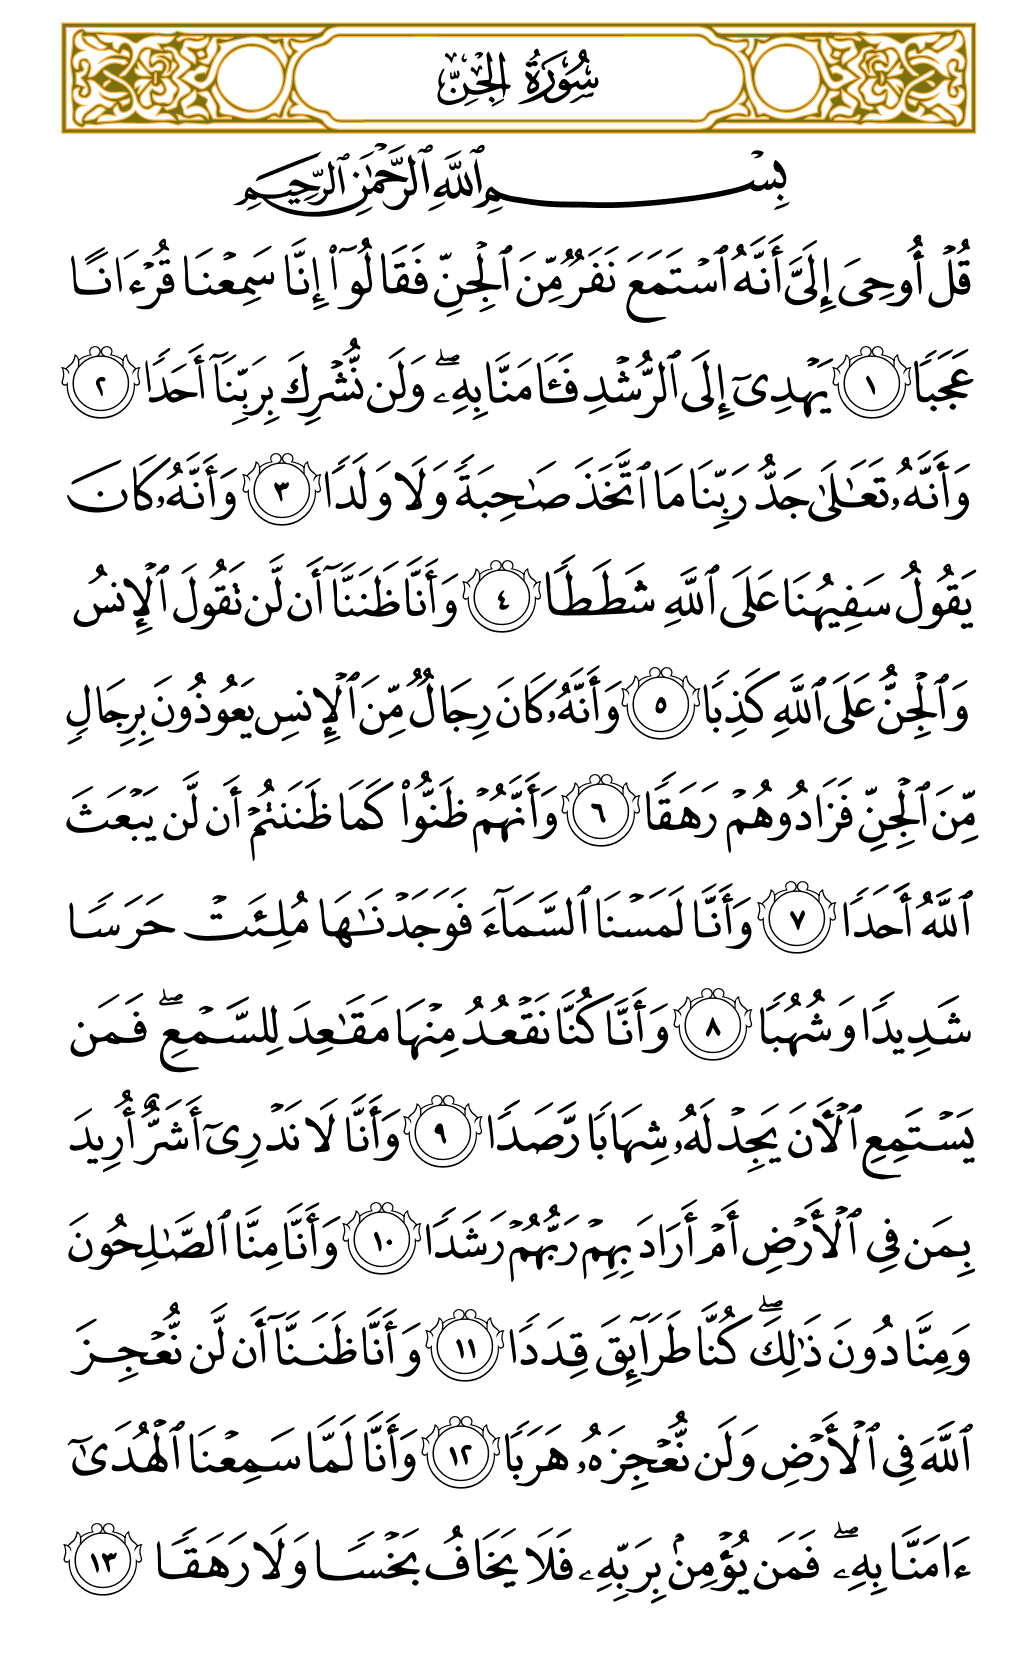 سُورَةُ الجِنِّ
بِسْمِ ٱللَّهِ ٱلرَّحْمَٰنِ ٱلرَّحِيمِ
قُلْ أُوحِىَ إِلَىَّ أَنَّهُ ٱسْتَمَعَ نَفَرٌ مِّنَ ٱلْجِنِّ فَقَالُوٓا۟ إِنَّا سَمِعْنَا قُرْءَانًا
عَجَبًا ١ يَهْدِىٓ إِلَى ٱلرُّشْدِ فَـَٔامَنَّا بِهِۦ ۖ وَلَن نُّشْرِكَ بِرَبِّنَآ أَحَدًا ٢
وَأَنَّهُۥ تَعَٰلَىٰ جَدُّ رَبِّنَا مَا ٱتَّخَذَ صَٰحِبَةً وَلَا وَلَدًا ٣ وَأَنَّهُۥ كَانَ
يَقُولُ سَفِيهُنَا عَلَى ٱللَّهِ شَطَطًا ٤ وَأَنَّا ظَنَنَّآ أَن لَّن تَقُولَ ٱلْإِنسُ
وَٱلْجِنُّ عَلَى ٱللَّهِ كَذِبًا ٥ وَأَنَّهُۥ كَانَ رِجَالٌ مِّنَ ٱلْإِنسِ يَعُوذُونَ بِرِجَالٍ
مِّنَ ٱلْجِنِّ فَزَادُوهُمْ رَهَقًا ٦ وَأَنَّهُمْ ظَنُّوا۟ كَمَا ظَنَنتُمْ أَن لَّن يَبْعَثَ
ٱللَّهُ أَحَدًا ٧ وَأَنَّا لَمَسْنَا ٱلسَّمَآءَ فَوَجَدْنَٰهَا مُلِئَتْ حَرَسًا
شَدِيدًا وَشُهُبًا ٨ وَأَنَّا كُنَّا نَقْعُدُ مِنْهَا مَقَٰعِدَ لِلسَّمْعِ ۖ فَمَن
يَسْتَمِعِ ٱلْـَٔانَ يَجِدْ لَهُۥ شِهَابًا رَّصَدًا ٩ وَأَنَّا لَا نَدْرِىٓ أَشَرٌّ أُرِيدَ
بِمَن فِى ٱلْأَرْضِ أَمْ أَرَادَ بِهِمْ رَبُّهُمْ رَشَدًا ١٠ وَأَنَّا مِنَّا ٱلصَّٰلِحُونَ
وَمِنَّا دُونَ ذَٰلِكَ ۖ كُنَّا طَرَآئِقَ قِدَدًا ١١ وَأَنَّا ظَنَنَّآ أَن لَّن نُّعْجِزَ
ٱللَّهَ فِى ٱلْأَرْضِ وَلَن نُّعْجِزَهُۥ هَرَبًا ١٢ وَأَنَّا لَمَّا سَمِعْنَا ٱلْهُدَىٰٓ
ءَامَنَّا بِهِۦ ۖ فَمَن يُؤْمِنۢ بِرَبِّهِۦ فَلَا يَخَافُ بَخْسًا وَلَا رَهَقًا ١٣